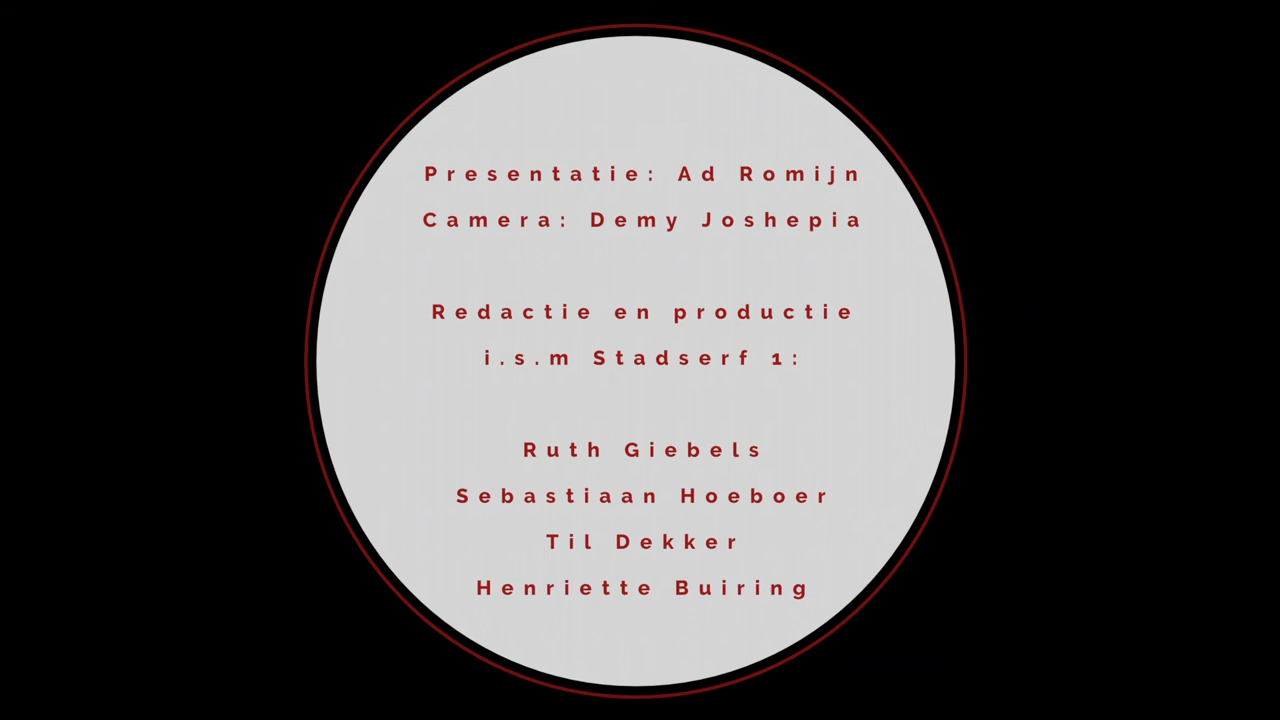 Presentatie: Ad Romijn
Camera: Demy Joshepia
Redactie en productie
i.s.m Stadserf 1:
Ruth Giebels
Sebastiaan Hoeboer
Til Dekker
Henriette Buiring